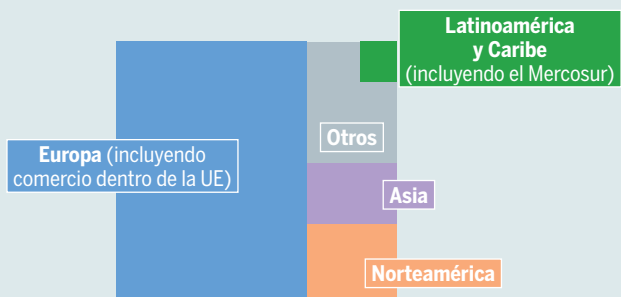 Latinoamérica
y Caribe
(incluyendo el Mercosur)
Otros
Europa (incluyendo
comercio dentro de la UE)
Asia
Norteamérica